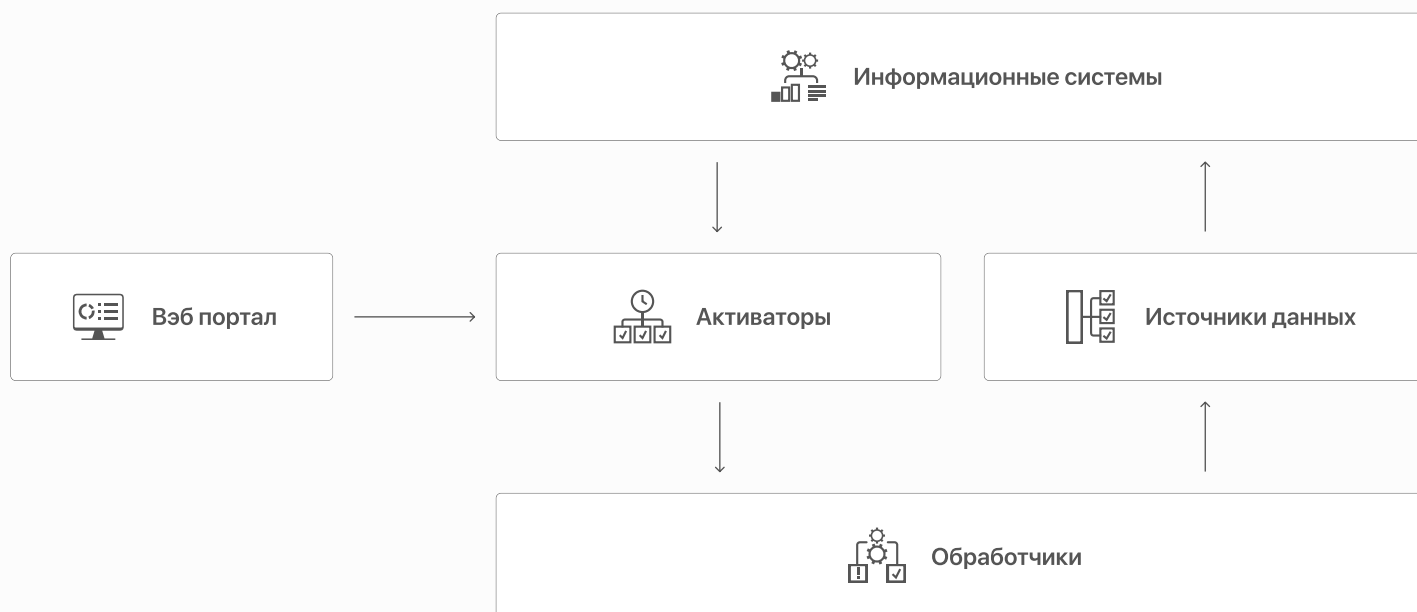 Информационные системы
Вэб портал
Активаторы
Источники данных
Обработчики